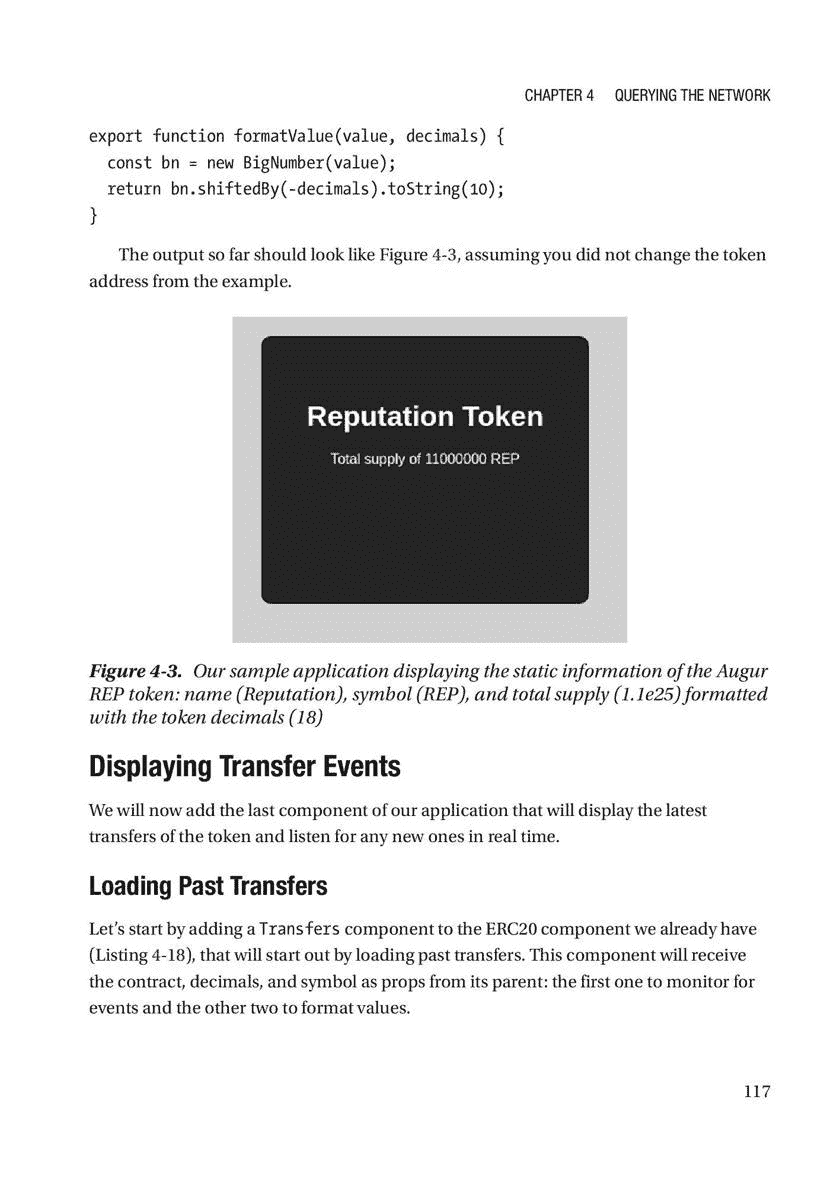 CHAPTER 4 QUERYING THE NETWORK
export function formatValue(value, decimals) {
const bn = new BigNumber(value);
return bn.shiftedBy(-decimals).toString(10);
}
The output so far should look like Figure 4-3, assuming you did not change the token
address from the example.
Reputation Token
Total supply of 11000000 REP
Figure 4-3. Our sample application displaying the static information of the Augur
REP token: name (Reputation), symbol (REP), and total supply (1.1e25) formatted
with the token decimals (18)
Displaying Transfer Events
We will now add the last component of our application that will display the latest
transfers of the token and listen for any new ones in real time.
Loading Past Transfers
Let’s start by adding a Transfers component to the ERC20 component we already have
(Listing 4-18), that will start out by loading past transfers. This component will receive
the contract, decimals, and symbol as props from its parent: the first one to monitor for
events and the other two to format values.
117